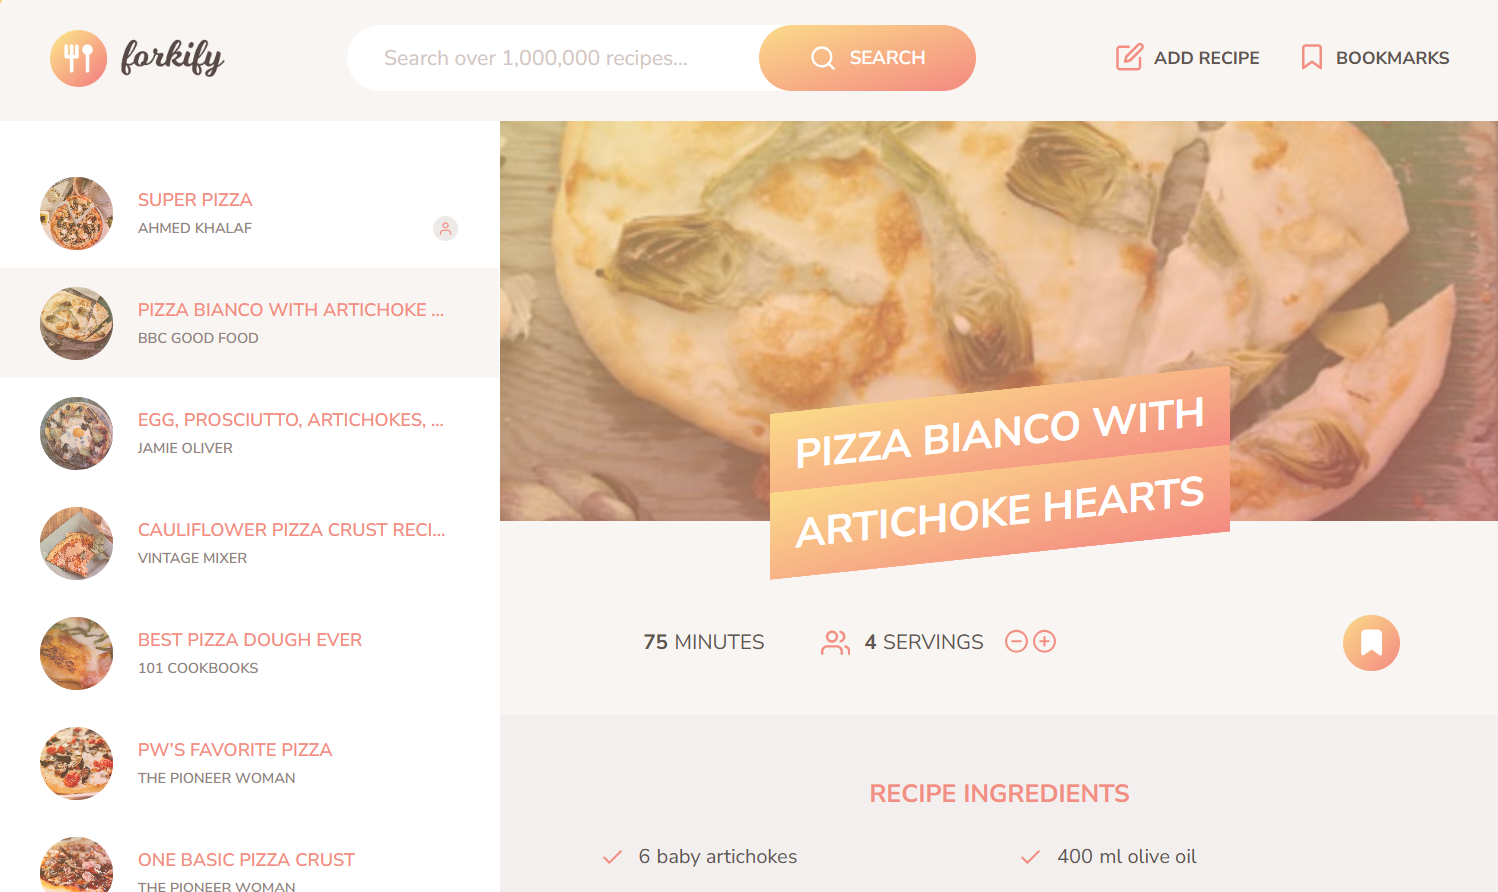 forkify
Search over 1,000,000 recipes...
SEARCH
ADD RECIPE
BOOKMARKS
SUPER PIZZA
AHMED KHALAF
PIZZA BIANCO WITH ARTICHOKE ...
BBC GOOD FOOD
EGG, PROSCIUTTO, ARTICHOKES, ...
JAMIE OLIVER
CAULIFLOWER PIZZA CRUST RECI...
VINTAGE MIXER
BEST PIZZA DOUGH EVER
101 COOKBOOKS
PW'S FAVORITE PIZZA
THE PIONEER WOMAN
ONE BASIC PIZZA CRUST
THE PIONEER WOMAN
PIZZA BIANCO WITH
ARTICHOKE HEARTS
75 MINUTES
4 SERVINGS
RECIPE INGREDIENTS
6 baby artichokes
400 ml olive oil